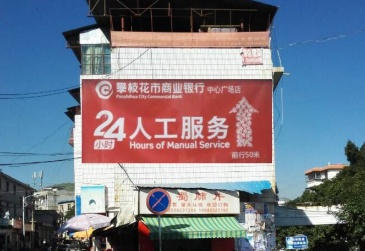 攀枝花市商业银行 中心广场店
Panzhihua City Commercial Bank
24小时 人工服务
Hours of Manual Service
前行50米